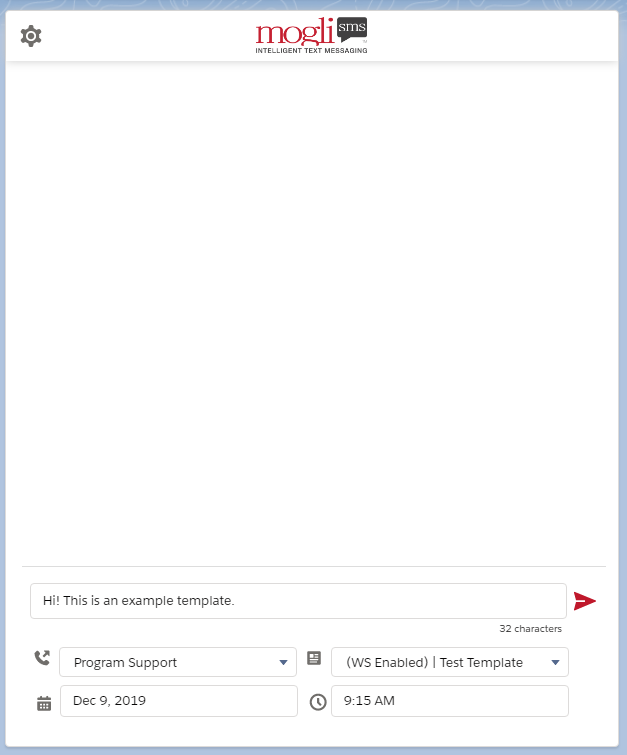 mogli sms
INTELLIGENT TEXT MESSAGING
Hi! This is an example template.
32 characters
Program Support
(WS Enabled) | Test Template
Dec 9, 2019
9:15 AM